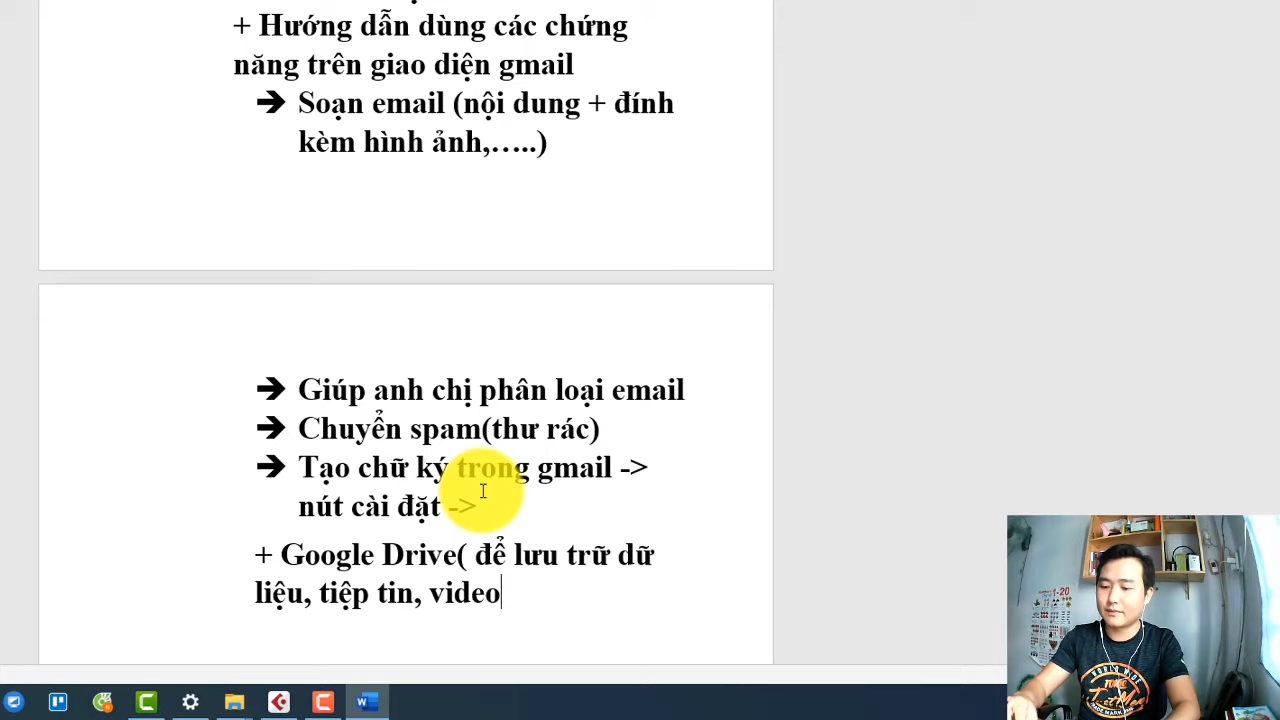 + Hướng dẫn dùng các chứng
năng trên giao diện gmail
➔ Soạn email (nội dung + đính
kèm hình ảnh,…..)
➔ Giúp anh chị phân loại email
➔ Chuyển spam(thư rác)
➔ Tạo chữ ký trong gmail ->
nút cài đặt ->
+ Google Drive( để lưu trữ dữ
liệu, tiệp tin, video
1-20